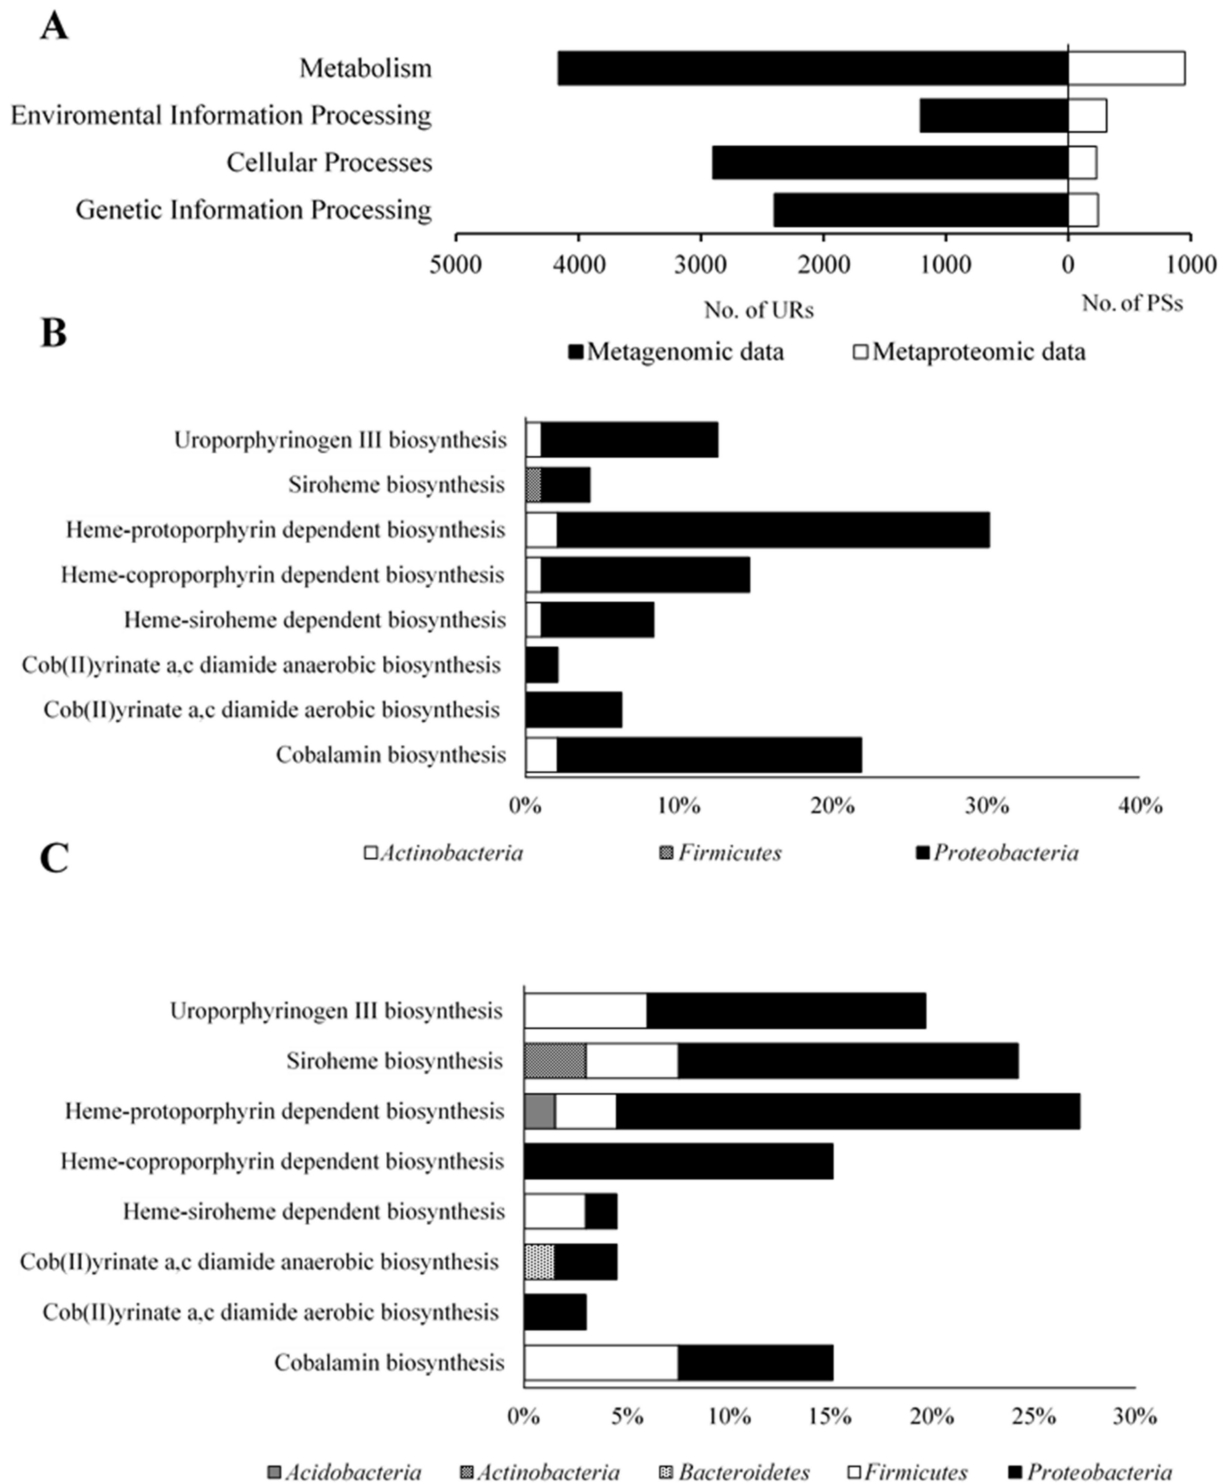 A
Metabolism
Enviromental Information Processing
Cellular Processes
Genetic Information Processing
5000 4000 3000 2000 1000 0 1000
No. of URs No. of PSs
Metagenomic data Metaproteomic data
B
Uroporphyrinogen III biosynthesis
Siroheme biosynthesis
Heme-protoporphyrin dependent biosynthesis
Heme-coproporphyrin dependent biosynthesis
Heme-siroheme dependent biosynthesis
Cob(II)yrinate a,c diamide anaerobic biosynthesis
Cob(II)yrinate a,c diamide aerobic biosynthesis
Cobalamin biosynthesis
0% 10% 20% 30% 40%
Actinobacteria Firmicutes Proteobacteria
C
Uroporphyrinogen III biosynthesis
Siroheme biosynthesis
Heme-protoporphyrin dependent biosynthesis
Heme-coproporphyrin dependent biosynthesis
Heme-siroheme dependent biosynthesis
Cob(II)yrinate a,c diamide anaerobic biosynthesis
Cob(II)yrinate a,c diamide aerobic biosynthesis
Cobalamin biosynthesis
0% 5% 10% 15% 20% 25% 30%
Acidobacteria Actinobacteria Bacteroidetes Firmicutes Proteobacteria